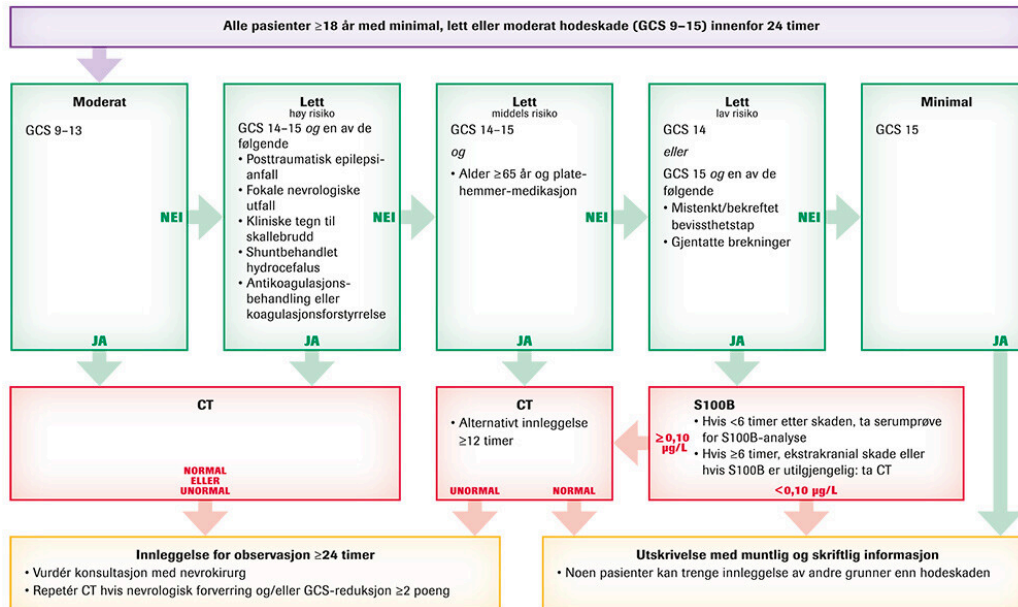 Alle pasienter ≥18 år med minimal, lett eller moderat hodeskade (GCS 9–15) innenfor 24 timer
Moderat
GCS 9–13
NEI
JA
Lett
høy risiko
GCS 14–15 og en av de
følgende
• Posttraumatisk epilepsi-
anfall
• Fokale nevrologiske
utfall
• Kliniske tegn til
skallebrudd
• Shuntbehandlet
hydrocefalus
• Antikoagulasjons-
behandling eller
koagulasjonsforstyrrelse
NEI
JA
Lett
middels risiko
GCS 14–15
og
• Alder ≥65 år og plate-
hemmer-medikasjon
NEI
JA
Lett
lav risiko
GCS 14
eller
GCS 15 og en av de
følgende
• Mistenkt/bekreftet
bevissthetstap
• Gjentatte brekninger
NEI
JA
Minimal
GCS 15
JA
CT
NORMAL
ELLER
UNORMAL
CT
• Alternativt innleggelse
≥12 timer
UNORMAL
NORMAL
S100B
• Hvis <6 timer etter skaden, ta serumprøve
for S100B-analyse
• Hvis ≥6 timer, ekstrakranial skade eller
hvis S100B er utilgjengelig: ta CT
≥0,10
µg/L
<0,10 µg/L
Innleggelse for observasjon ≥24 timer
• Vurdér konsultasjon med nevrokirurg
• Repetér CT hvis nevrologisk forverring og/eller GCS-reduksjon ≥2 poeng
Utskrivelse med muntlig og skriftlig informasjon
• Noen pasienter kan trenge innleggelse av andre grunner enn hodeskaden